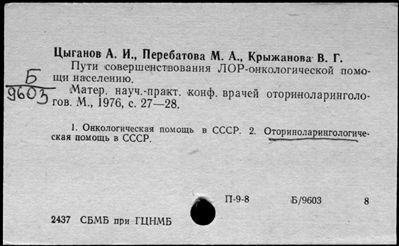 Цыганов А. И., Перебатова М. А., Крыжанова В. Г.
Пути совершенствования ЛОР-онкологической помо-
щи населению.
Б
9603
Матер. науч.-практ. конф. врачей оториноларинголо-
гов. М., 1976, с. 27—28.
1. Онкологическая помощь в СССР. 2. Оториноларингологиче-
ская помощь в СССР.
П-9-8 Б/9603 8
2437 СБМБ при ГЦНМБ